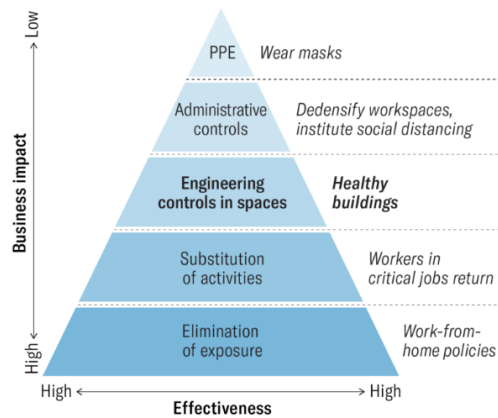 Low
PPE
Wear masks
Administrative
controls
Dedensify workspaces,
institute social distancing
Business impact
Engineering
controls in spaces
Healthy
buildings
Substitution
of activities
Workers in
critical jobs return
Elimination
of exposure
Work-from-
home policies
High
High
High
Effectiveness